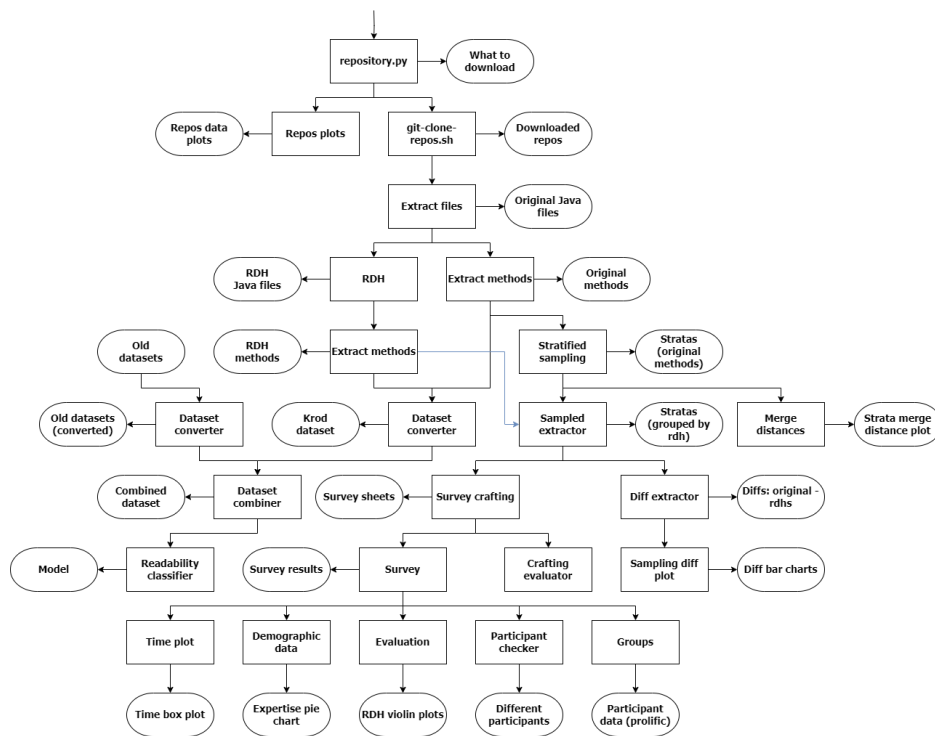 repository.py
What to
download
Repos data
plots
Repos plots
git-clone-
repos.sh
Downloaded
repos
Extract files
Original Java
files
RDH
Java files
RDH
Extract methods
Original
methods
Old
datasets
RDH
methods
Extract methods
Stratified
sampling
Stratas
(original
methods)
Old datasets
(converted)
Dataset
converter
Krod
dataset
Dataset
converter
Sampled
extractor
Stratas
(grouped by
rdh)
Merge
distances
Strata merge
distance plot
Combined
dataset
Dataset
combiner
Survey sheets
Survey crafting
Diff extractor
Diffs: original -
rdhs
Model
Readability
classifier
Survey results
Survey
Crafting
evaluator
Sampling diff
plot
Diff bar charts
Time plot
Demographic
data
Evaluation
Participant
checker
Groups
Time box plot
Expertise pie
chart
RDH violin plots
Different
participants
Participant
data (prolific)